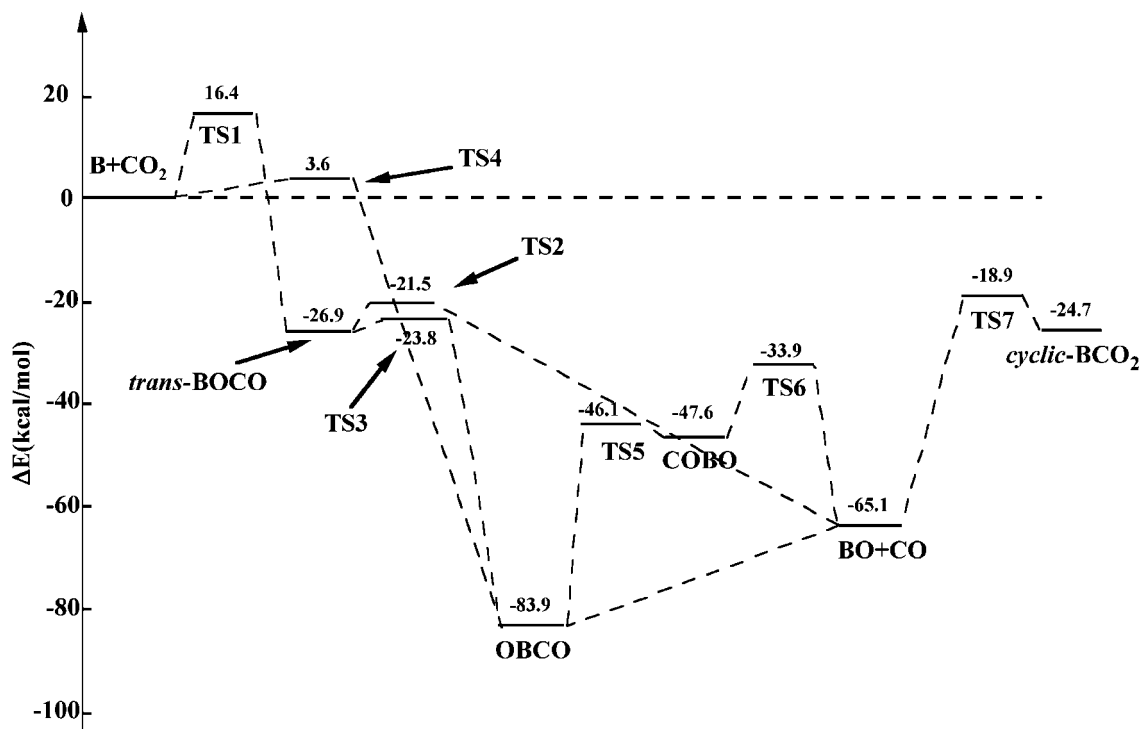 20
16.4
TS1
B+CO₂
3.6
TS4
0
TS2
-20
-21.5
-18.9
-26.9
-24.7
TS7
-23.8
-33.9
cyclic-BCO₂
trans-BOCO
TS6
-40
TS3
-46.1
-47.6
TS5
COBO
ΔE(kcal/mol)
-60
-65.1
BO+CO
-80
-83.9
OBCO
-100